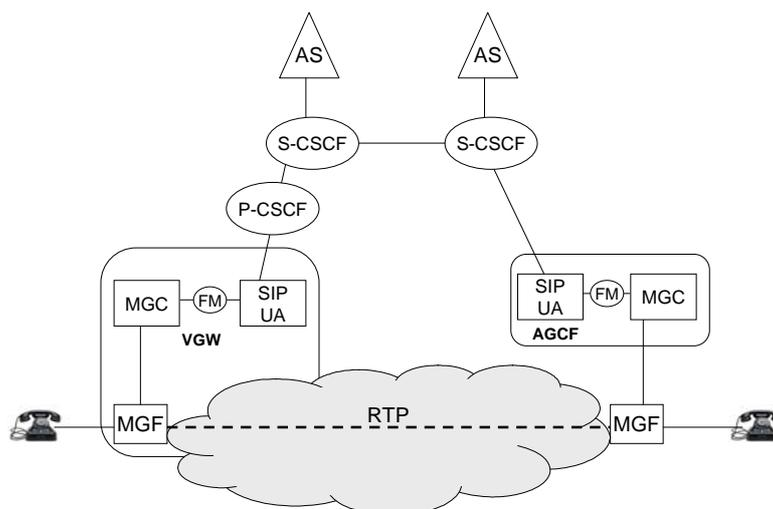 AS
AS
S-CSCF
S-CSCF
P-CSCF
MGC
FM
SIP
UA
VGW
SIP
UA
FM
MGC
AGCF
MGF
RTP
MGF